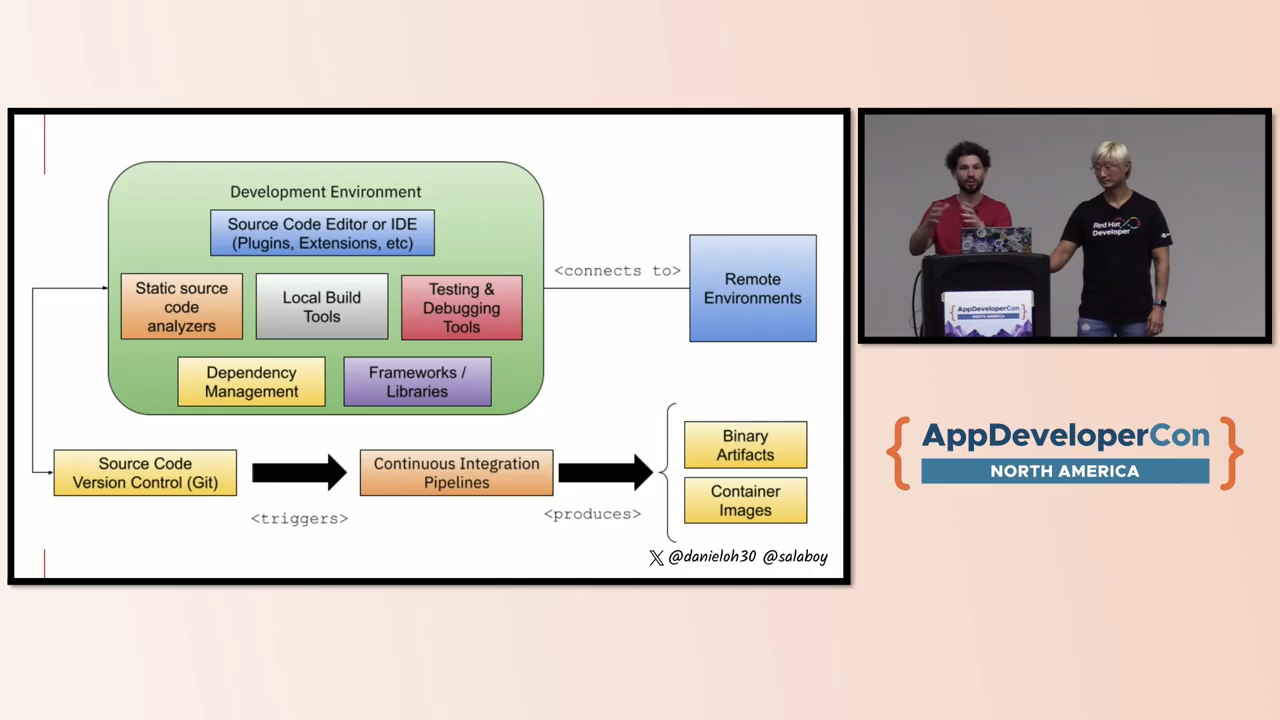 Development Environment
Source Code Editor or IDE
(Plugins, Extensions, etc)
Static source
code
analyzers
Local Build
Tools
Testing &
Debugging
Tools
Dependency
Management
Frameworks /
Libraries
<connects to>
Remote
Environments
Source Code
Version Control (Git)
<triggers>
Continuous Integration
Pipelines
<produces>
Binary
Artifacts
Container
Images
X @danieloh30 @salaboy
Red Hat
Developer
AppDeveloperCon
NORTH AMERICA
{ AppDeveloperCon }
NORTH AMERICA